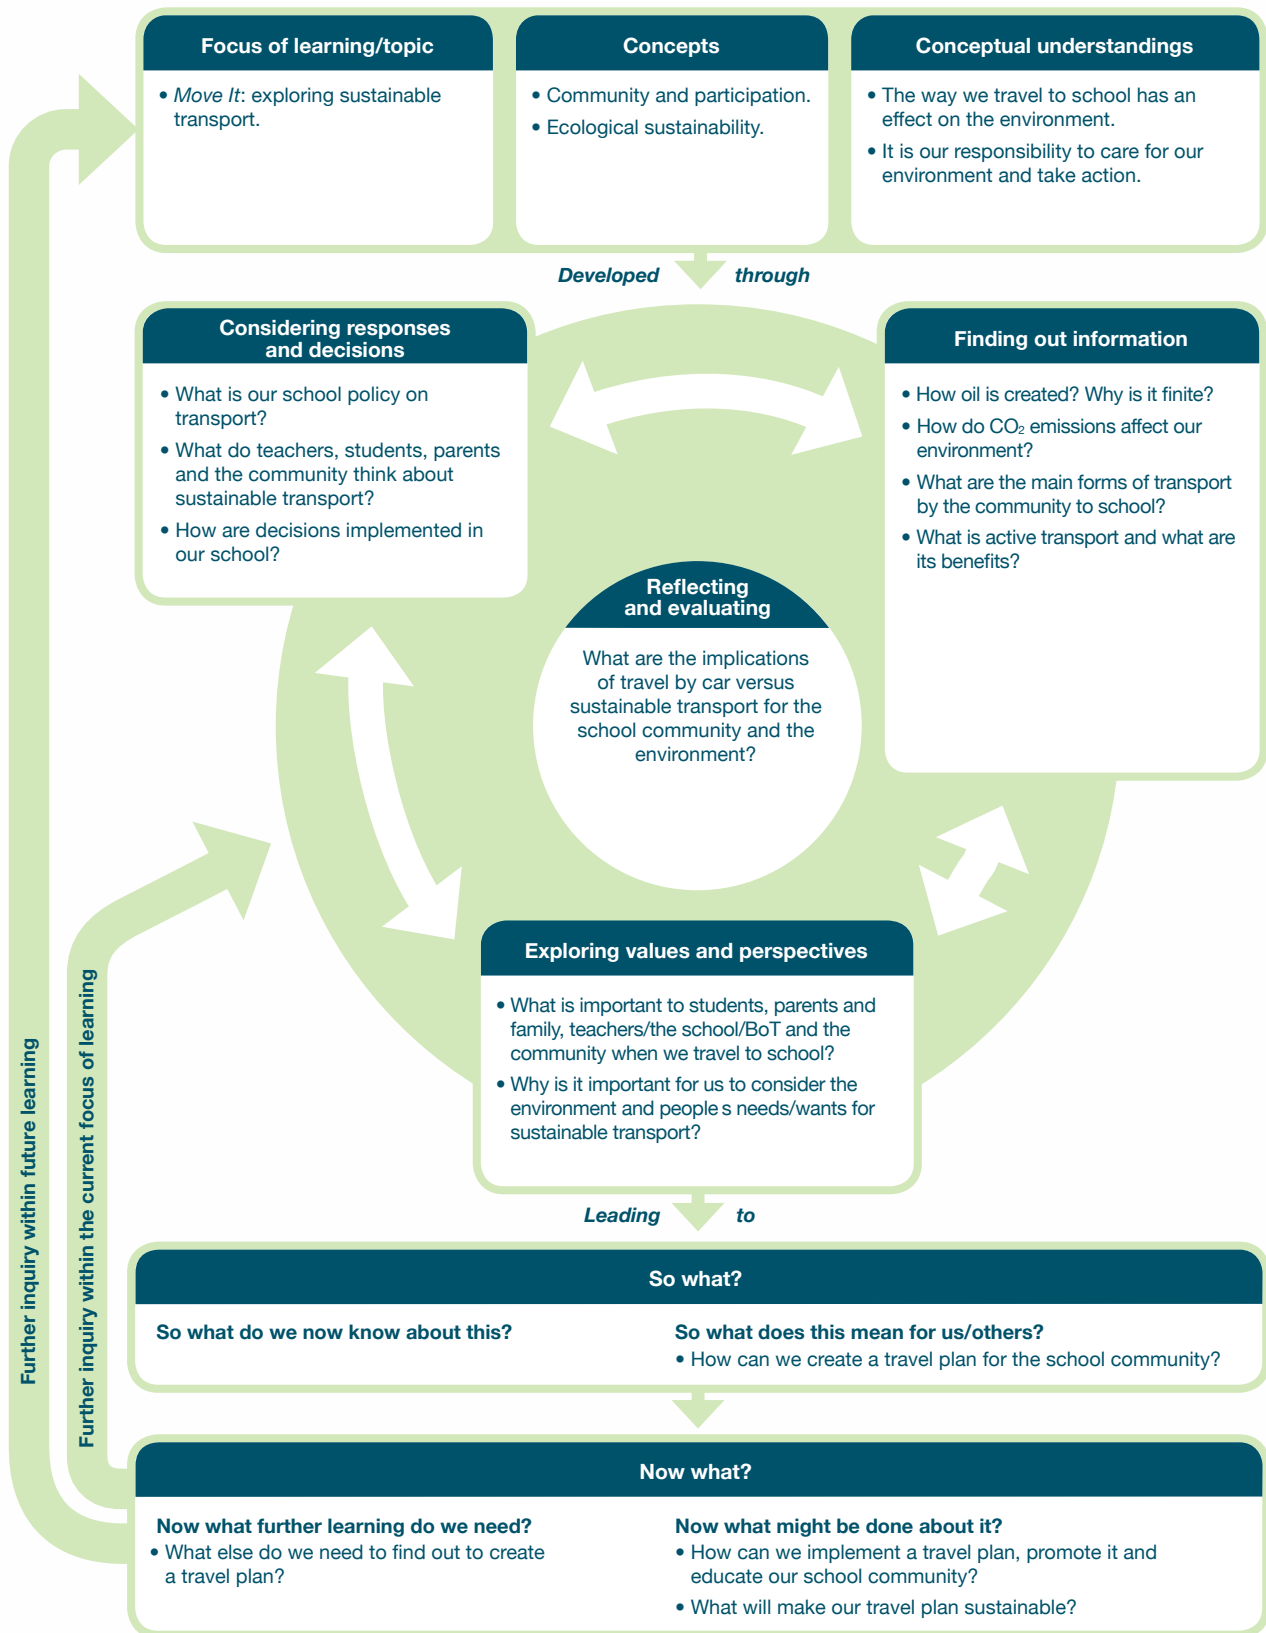 Focus of learning/topic
• Move It: exploring sustainable
transport.
Concepts
• Community and participation.
• Ecological sustainability.
Conceptual understandings
• The way we travel to school has an
effect on the environment.
• It is our responsibility to care for our
environment and take action.
Developed through
Considering responses
and decisions
• What is our school policy on
transport?
• What do teachers, students, parents
and the community think about
sustainable transport?
• How are decisions implemented in
our school?
Finding out information
• How oil is created? Why is it finite?
• How do CO₂ emissions affect our
environment?
• What are the main forms of transport
by the community to school?
• What is active transport and what are
its benefits?
Reflecting
and evaluating
What are the implications
of travel by car versus
sustainable transport for the
school community and the
environment?
Exploring values and perspectives
• What is important to students, parents and
family, teachers/the school/BoT and the
community when we travel to school?
• Why is it important for us to consider the
environment and people s needs/wants for
sustainable transport?
Leading to
So what?
So what do we now know about this?
So what does this mean for us/others?
• How can we create a travel plan for the school community?
Now what?
Now what further learning do we need?
• What else do we need to find out to create
a travel plan?
Now what might be done about it?
• How can we implement a travel plan, promote it and
educate our school community?
• What will make our travel plan sustainable?
Further inquiry within future learning
Further inquiry within the current focus of learning